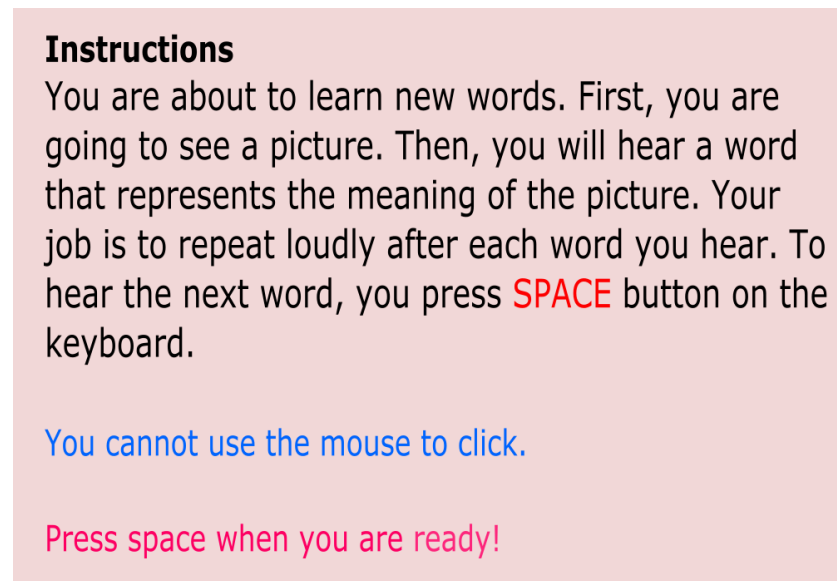 Instructions
You are about to learn new words. First, you are
going to see a picture. Then, you will hear a word
that represents the meaning of the picture. Your
job is to repeat loudly after each word you hear. To
hear the next word, you press SPACE button on the
keyboard.
You cannot use the mouse to click.
Press space when you are ready!